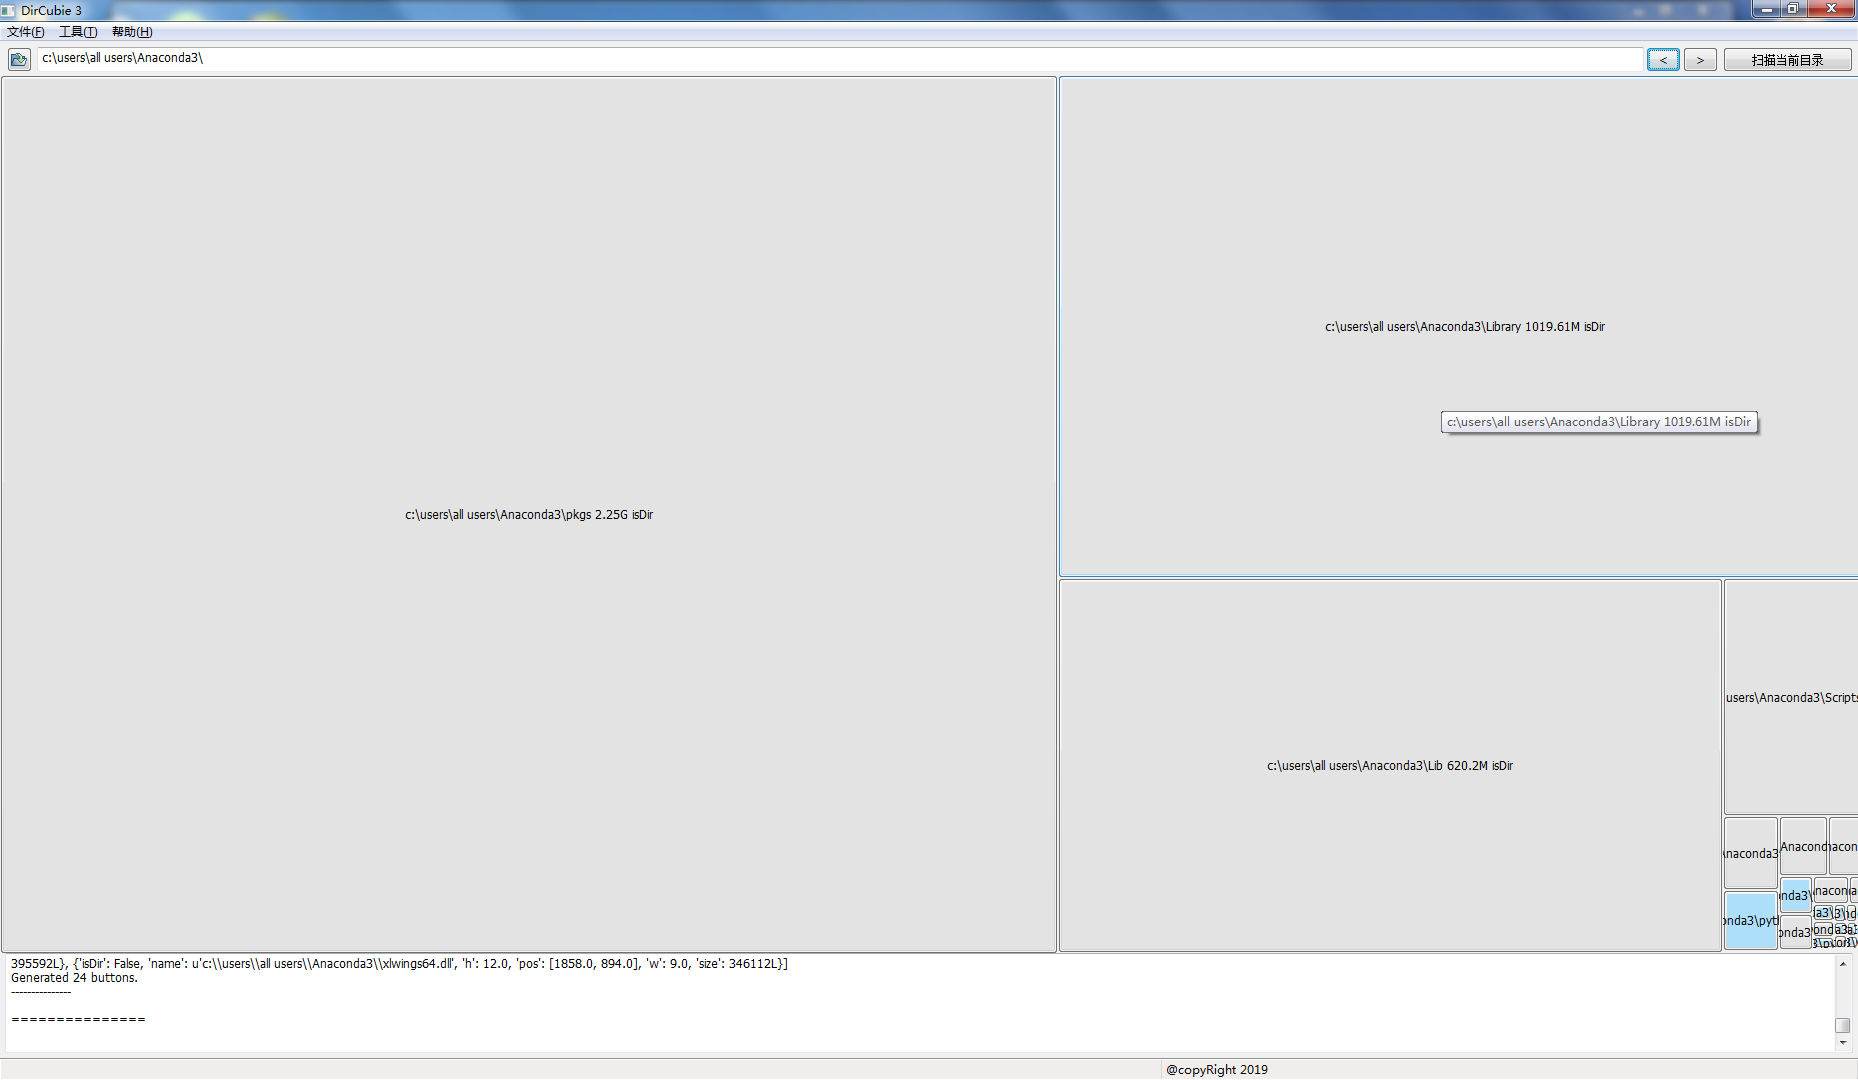 DirCubie 3
文件(F) 工具(T) 帮助(H)
c:\users\all users\Anaconda3\
< > 扫描当前目录
c:\users\all users\Anaconda3\Library 1019.61M isDir
c:\users\all users\Anaconda3\Library 1019.61M isDir
c:\users\all users\Anaconda3\pkgs 2.25G isDir
users\Anaconda3\Scripts
c:\users\all users\Anaconda3\Lib 620.2M isDir
Anaconda3
Anacond
nacon
nda3\
nacon
onda3\pyt
onda3
395592L}, {'isDir': False, 'name': u'c:\\users\\all users\\Anaconda3\\xlwings64.dll', 'h': 12.0, 'pos': [1858.0, 894.0], 'w': 9.0, 'size': 346112L}]
Generated 24 buttons.
---------------
===============
@copyRight 2019